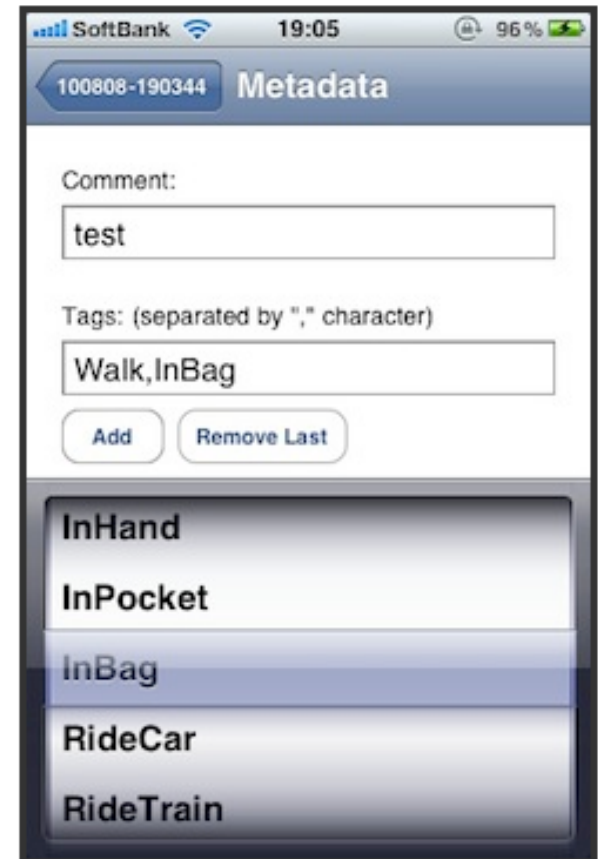 SoftBank 19:05 96%
100808-190344 Metadata
Comment:
test
Tags: (separated by "," character)
Walk,InBag
Add Remove Last
InHand
InPocket
InBag
RideCar
RideTrain